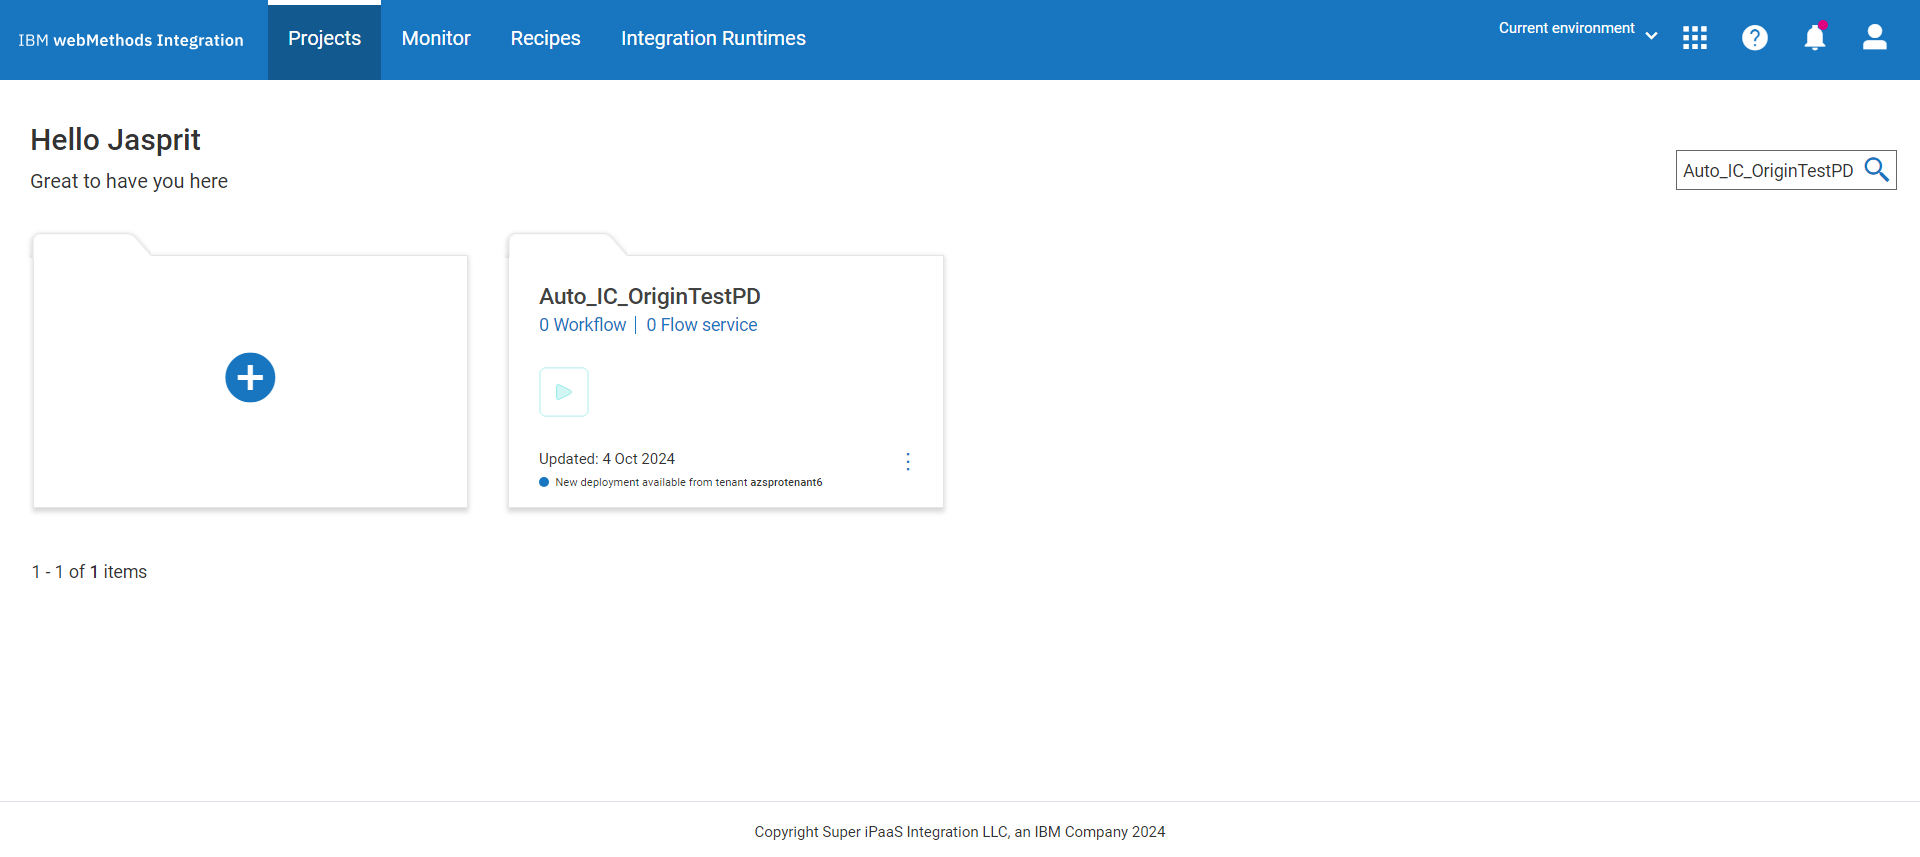 IBM webMethods Integration
Projects
Monitor
Recipes
Integration Runtimes
Current environment
Hello Jasprit
Great to have you here
Auto_IC_OriginTestPD
Auto_IC_OriginTestPD
0 Workflow | 0 Flow service
Updated: 4 Oct 2024
New deployment available from tenant azsprotenant6
1 - 1 of 1 items
Copyright Super iPaaS Integration LLC, an IBM Company 2024